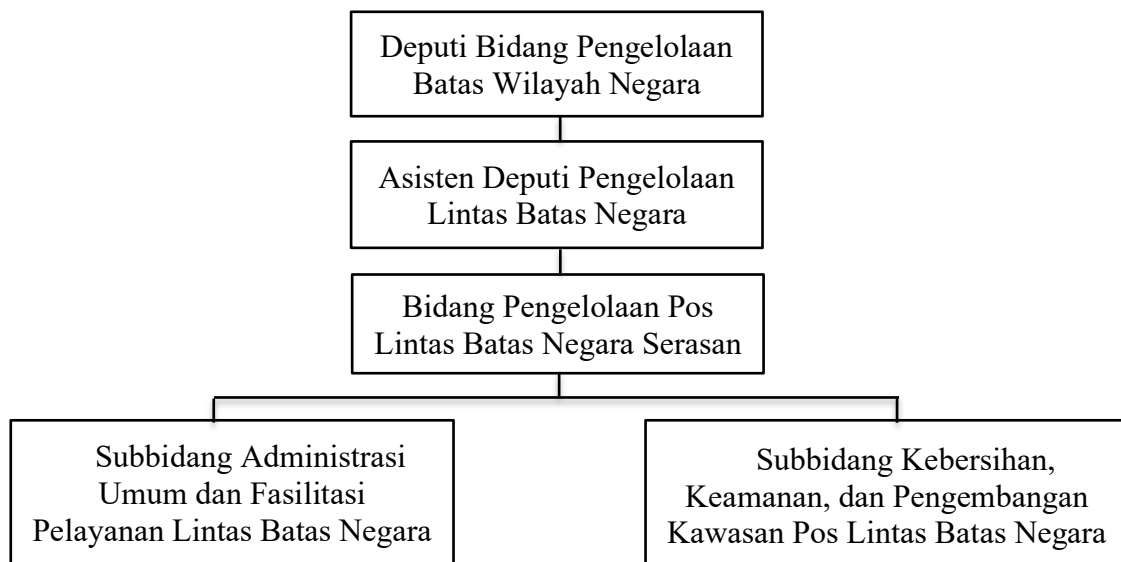 Deputi Bidang Pengelolaan
Batas Wilayah Negara
Asisten Deputi Pengelolaan
Lintas Batas Negara
Bidang Pengelolaan Pos
Lintas Batas Negara Serasan
Subbidang Administrasi
Umum dan Fasilitasi
Pelayanan Lintas Batas Negara
Subbidang Kebersihan,
Keamanan, dan Pengembangan
Kawasan Pos Lintas Batas Negara